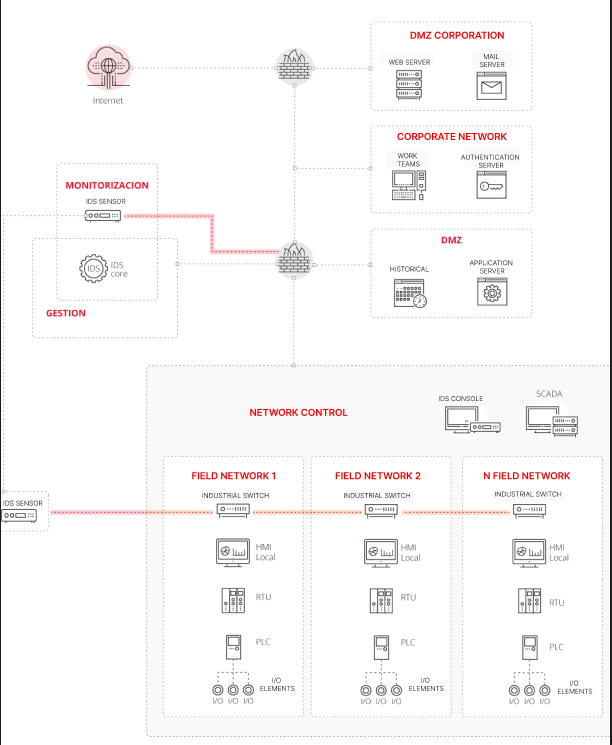 DMZ CORPORATION
WEB SERVER
MAIL
SERVER
Internet
CORPORATE NETWORK
WORK
TEAMS
AUTHENTICATION
SERVER
MONITORIZACION
IDS SENSOR
DMZ
IDS
IDS
core
HISTORICAL
APPLICATION
SERVER
GESTION
NETWORK CONTROL
IDS CONSOLE
SCADA
FIELD NETWORK 1
FIELD NETWORK 2
N FIELD NETWORK
IDS SENSOR
INDUSTRIAL SWITCH
INDUSTRIAL SWITCH
INDUSTRIAL SWITCH
HMI
Local
HMI
Local
HMI
Local
RTU
RTU
RTU
PLC
PLC
PLC
I/O
ELEMENTS
I/O
ELEMENTS
I/O
ELEMENTS
I/O I/O I/O
I/O I/O I/O
I/O I/O I/O